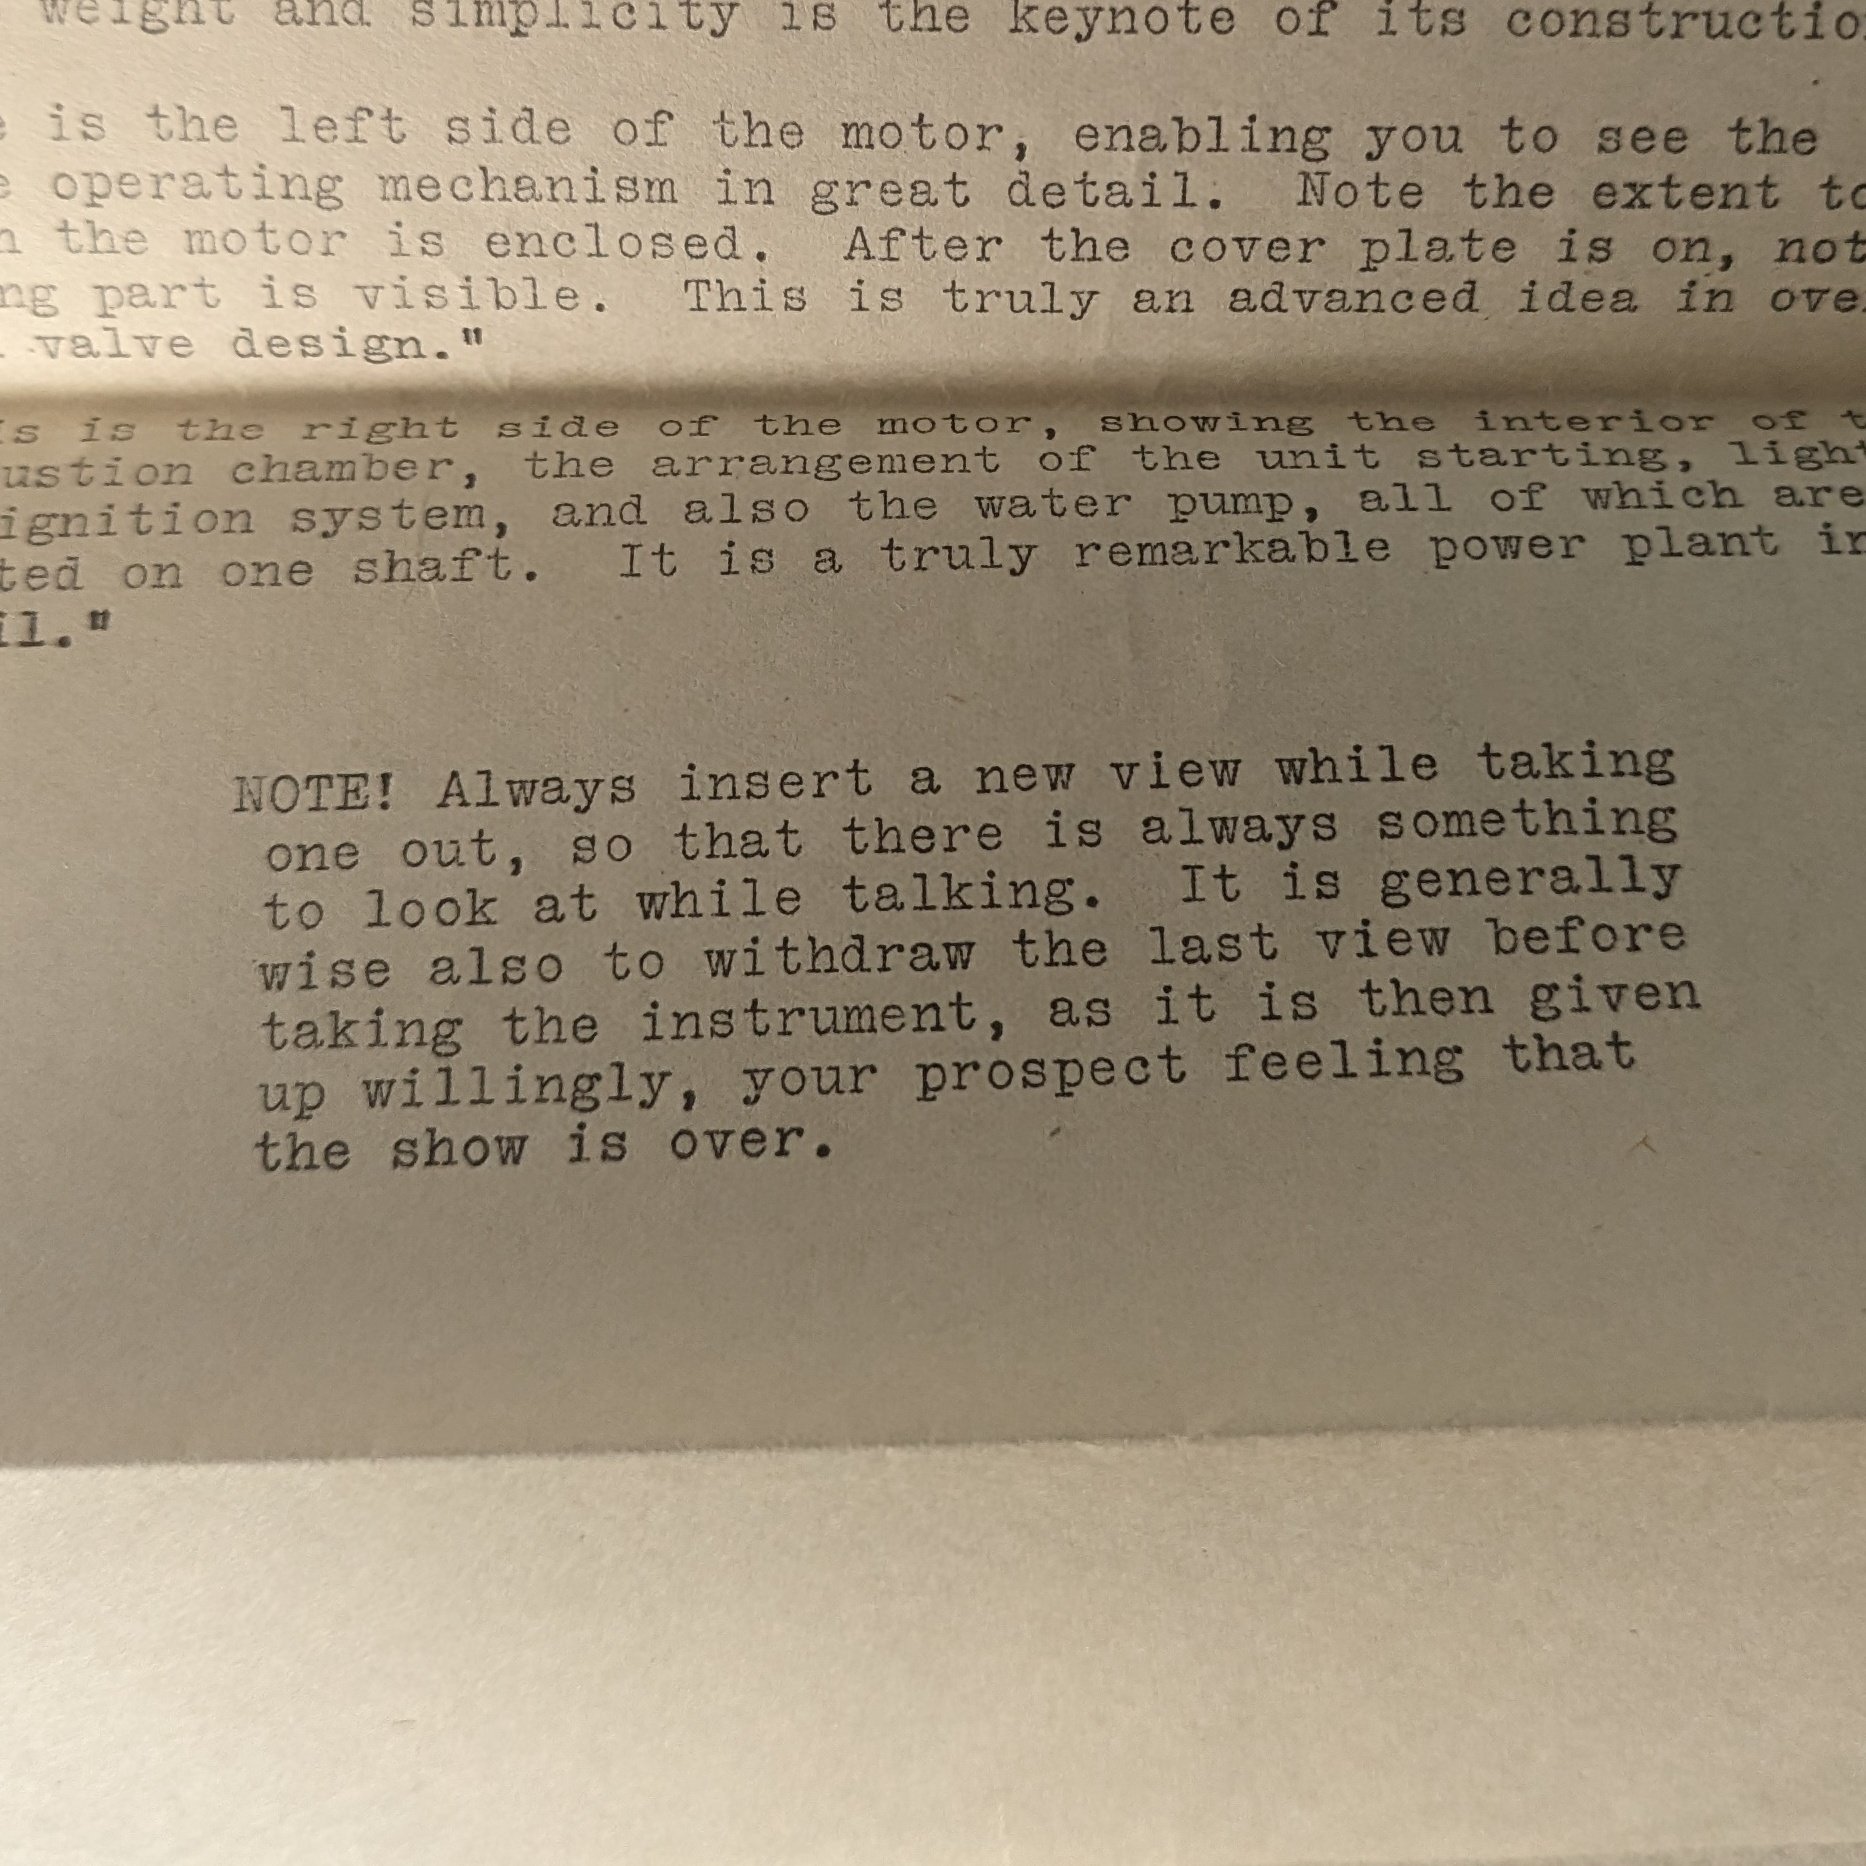 weight and simplicity is the keynote of its
is the left side of the motor, enabling you to see the
operating mechanism in great detail. Note the extent to
the motor is enclosed. After the cover plate is on, not
part is visible. This is truly an advanced idea in
valve design."
is the right side of the motor, showing the interior of
chamber, the arrangement of the unit starting,
ignition system, and also the water pump, all of which are
on one shaft. It is a truly remarkable power plant
NOTE! Always insert a new view while taking
one out, so that there is always something
to look at while talking. It is generally
wise also to withdraw the last view before
taking the instrument, as it is then given
up willingly, your prospect feeling that
the show is over.